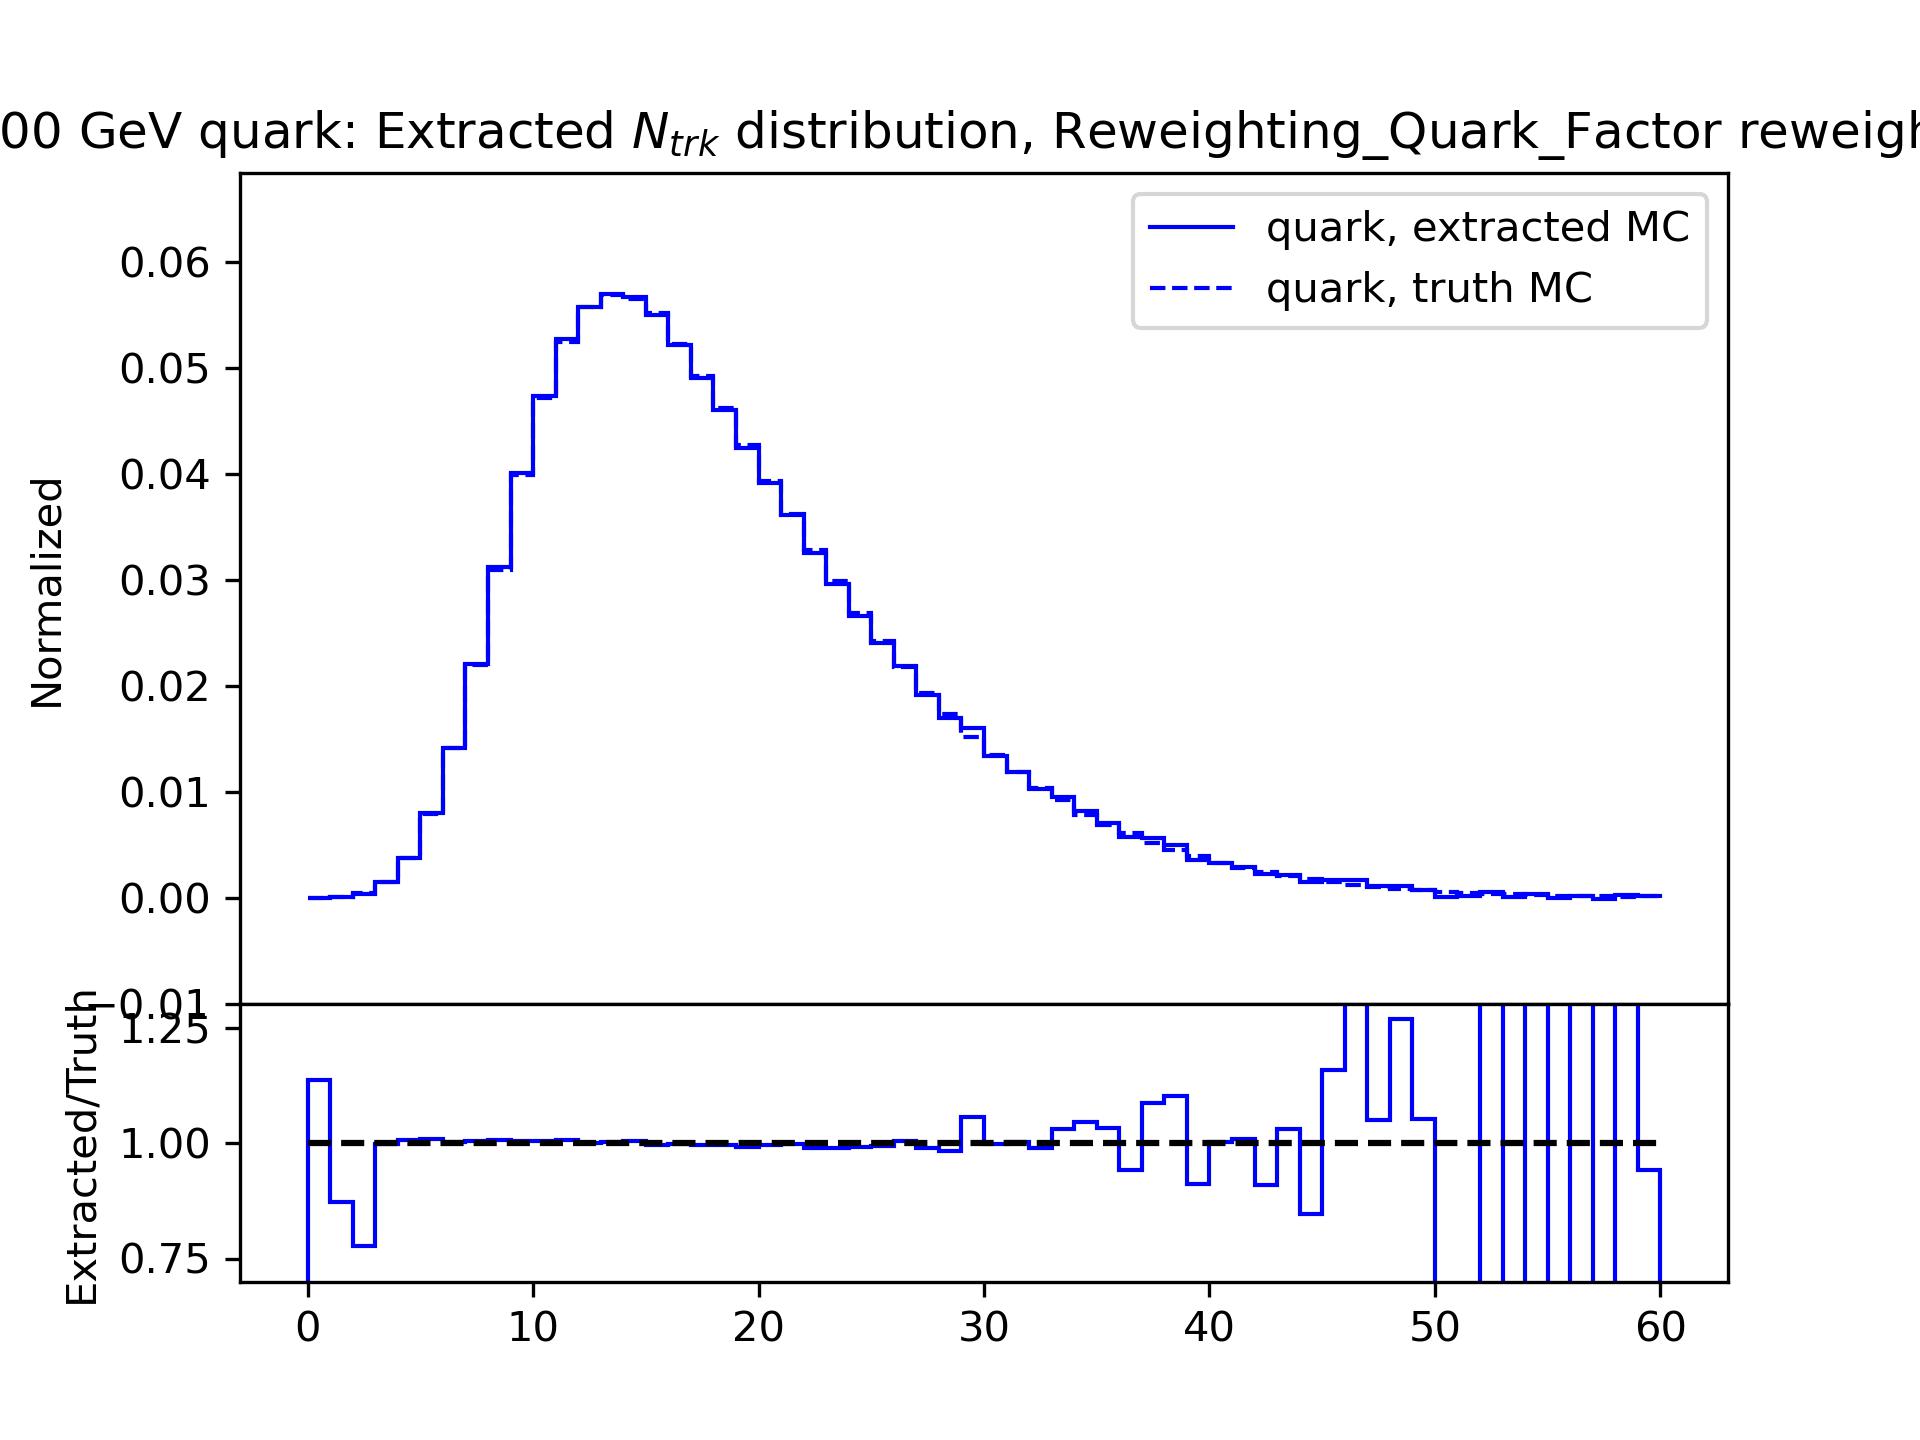 00 GeV quark: Extracted N_trk distribution, Reweighting_Quark_Factor reweigh
quark, extracted MC
quark, truth MC
Normalized
0.06
0.05
0.04
0.03
0.02
0.01
0.00
−0.01
Extracted/Truth
1.25
1.00
0.75
0 10 20 30 40 50 60